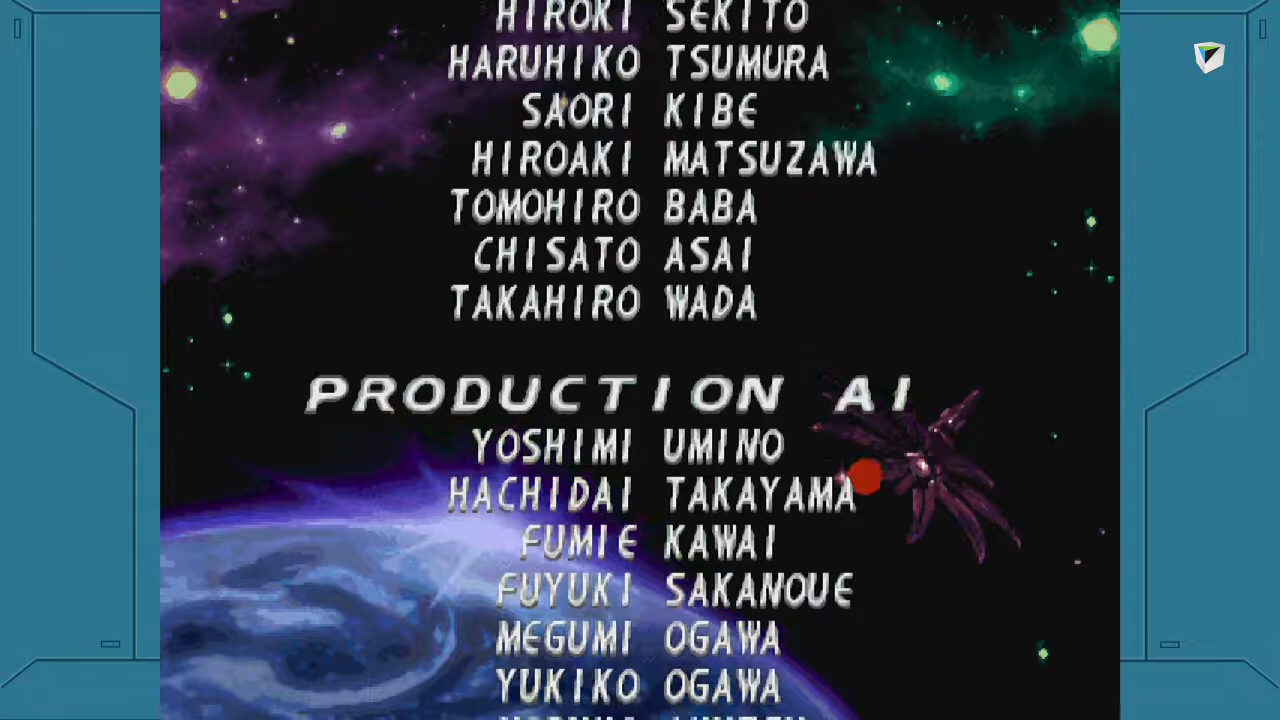 HIROKI SEKITO
HARUHIKO TSUMURA
SAORI KIBE
HIROAKI MATSUZAWA
TOMOHIRO BABA
CHISATO ASAI
TAKAHIRO WADA
PRODUCTION AI
YOSHIMI UMINO
HACHIDAI TAKAYAMA
FUMIE KAWAI
FUYUKI SAKANOUE
MEGUMI OGAWA
YUKIKO OGAWA